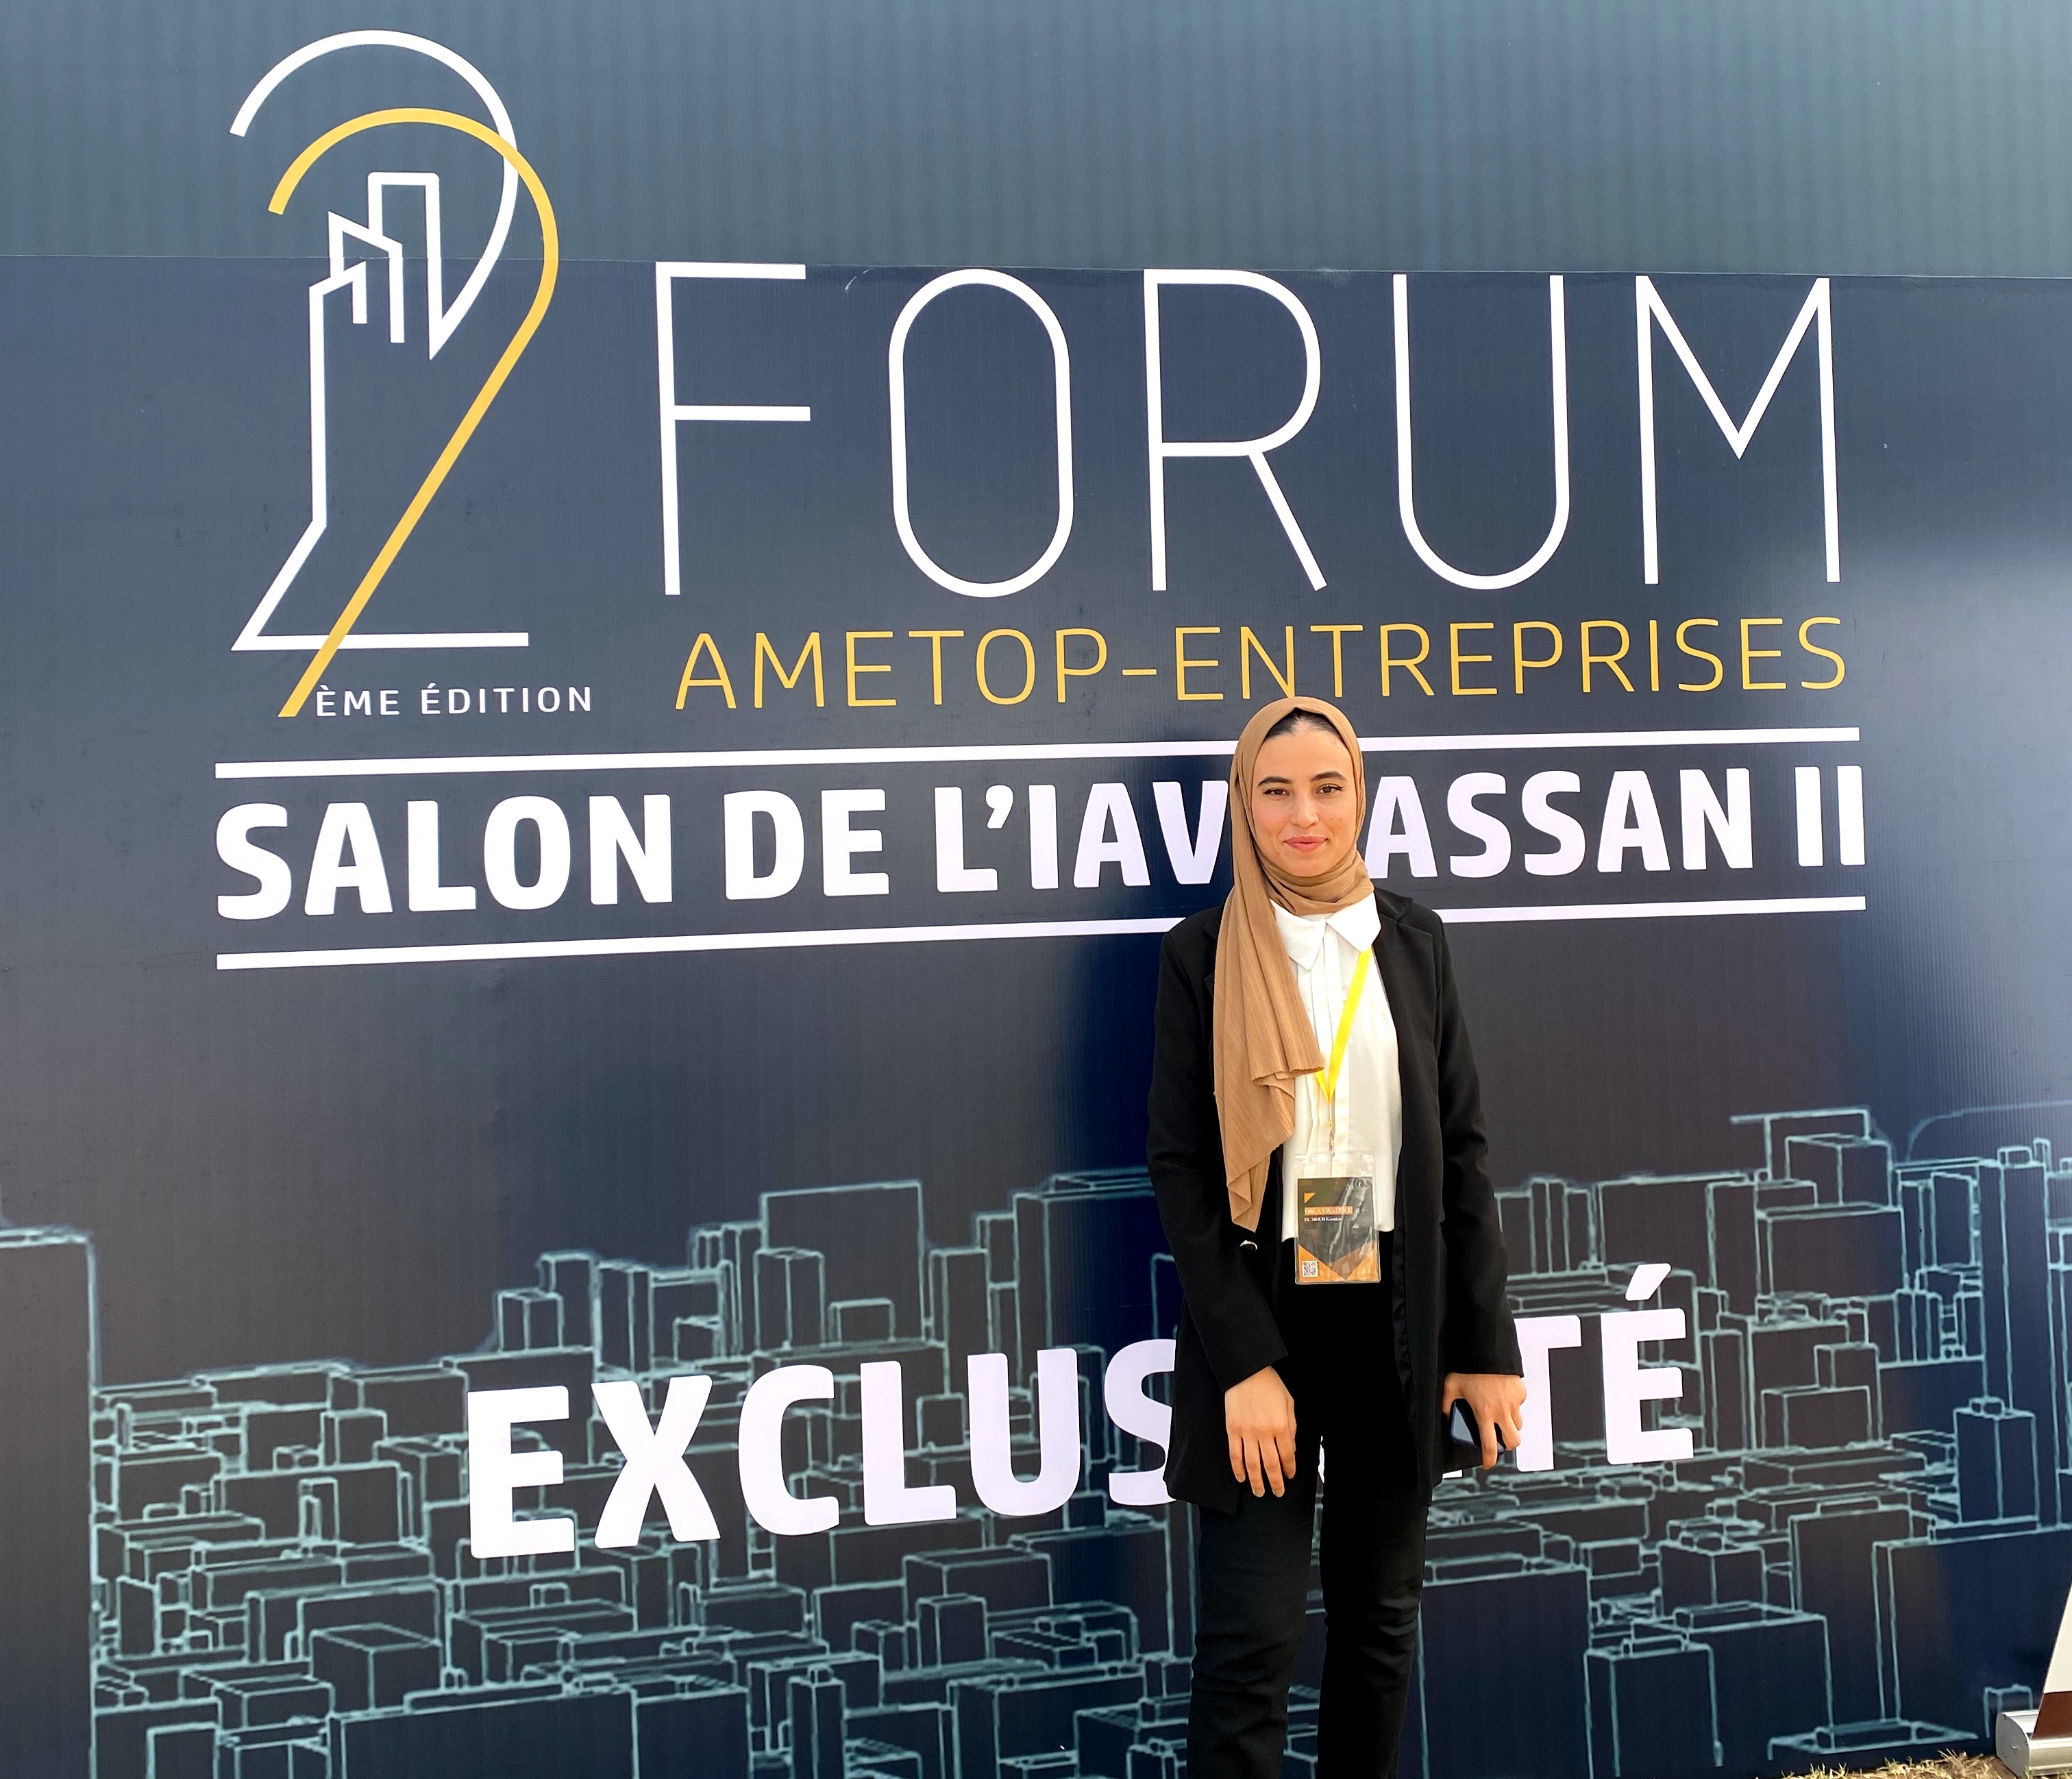 2
ÈME ÉDITION
FORUM
AMETOP-ENTREPRISES
SALON DE L'IAV ASSAN II
EXCLUS TÉ